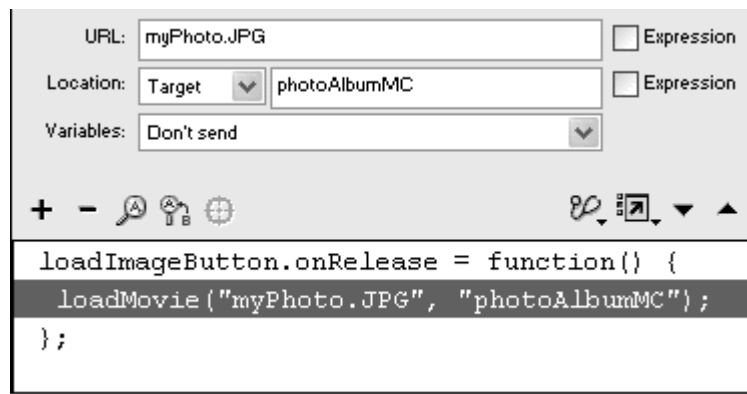 URL: myPhoto.JPG Expression
Location: Target photoAlbumMC Expression
Variables: Don't send
loadImageButton.onRelease = function() {
loadMovie("myPhoto.JPG", "photoAlbumMC");
};